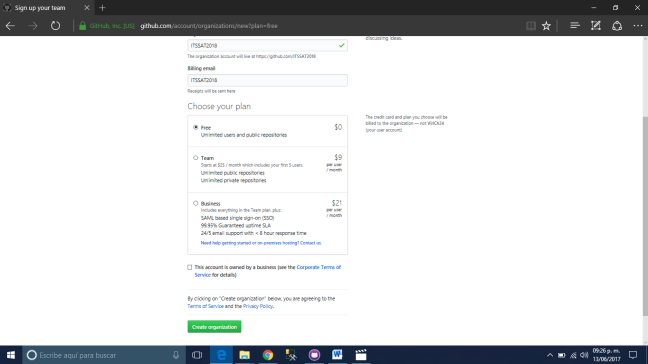 Sign up your team
GitHub, Inc. [US]
github.com/account/organizations/new?plan=free
ITSSAT2018
discussing ideas.
The organization account will live at https://github.com/ITSSAT2018
Billing email
ITSSAT2018
Receipts will be sent here
Choose your plan
Free
$0
Unlimited users and public repositories
The credit card and plan you choose will be
billed to the organization — not
(your user account).
Team
$9
Starts at $25 / month which includes your first 5 users.
per user
/ month
Unlimited public repositories
Unlimited private repositories
Business
$21
Includes everything in the Team plan, plus:
per user
/ month
SAML based single sign-on (SSO)
99.95% Guaranteed uptime SLA
24/5 email support with < 8 hour response time
Need help getting started or on-premises hosting? Contact us.
This account is owned by a business (see the Corporate Terms of
Service for details)
By clicking on "Create organization" below, you are agreeing to the
Terms of Service and the Privacy Policy.
Create organization
Escribe aquí para buscar
09:26 p. m.
13/06/2017